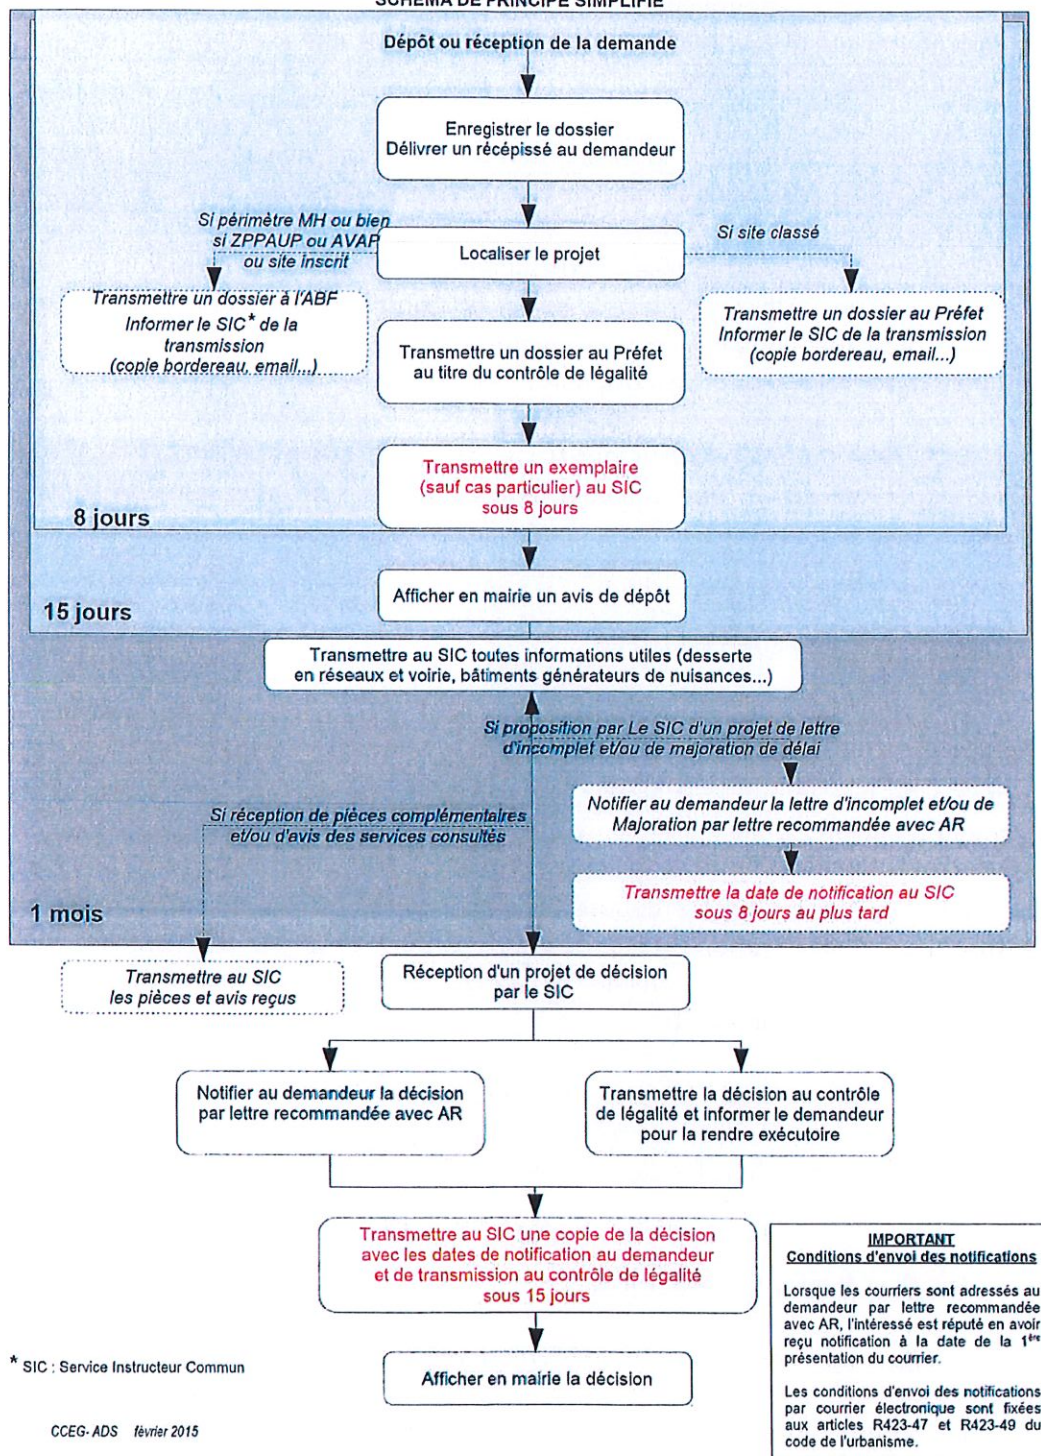 SCHEMA DE PRINCIPE SIMPLIFIE
Dépôt ou réception de la demande
Enregistrer le dossier
Délivrer un récépissé au demandeur
Si périmètre MH ou bien
si ZPPAUP ou AVAP
ou site inscrit
Localiser le projet
Si site classé
Transmettre un dossier à l'ABF
Informer le SIC* de la
transmission
(copie bordereau, email...)
Transmettre un dossier au Préfet
au titre du contrôle de légalité
Transmettre un dossier au Préfet
Informer le SIC de la transmission
(copie bordereau, email...)
Transmettre un exemplaire
(sauf cas particulier) au SIC
sous 8 jours
8 jours
Afficher en mairie un avis de dépôt
15 jours
Transmettre au SIC toutes informations utiles (desserte
en réseaux et voirie, bâtiments générateurs de nuisances...)
Si proposition par Le SIC d'un projet de lettre
d'incomplet et/ou de majoration de délai
Si réception de pièces complémentaires
et/ou d'avis des services consultés
Notifier au demandeur la lettre d'incomplet et/ou de
Majoration par lettre recommandée avec AR
Transmettre la date de notification au SIC
sous 8 jours au plus tard
1 mois
Transmettre au SIC
les pièces et avis reçus
Réception d'un projet de décision
par le SIC
Notifier au demandeur la décision
par lettre recommandée avec AR
Transmettre la décision au contrôle
de légalité et informer le demandeur
pour la rendre exécutoire
Transmettre au SIC une copie de la décision
avec les dates de notification au demandeur
et de transmission au contrôle de légalité
sous 15 jours
Afficher en mairie la décision
IMPORTANT
Conditions d'envoi des notifications
Lorsque les courriers sont adressés au
demandeur par lettre recommandée
avec AR, l'intéressé est réputé en avoir
reçu notification à la date de la 1ère
présentation du courrier.
Les conditions d'envoi des notifications
par courrier électronique sont fixées
aux articles R423-47 et R423-49 du
code de l'urbanisme.
* SIC : Service Instructeur Commun
CCEG- ADS février 2015